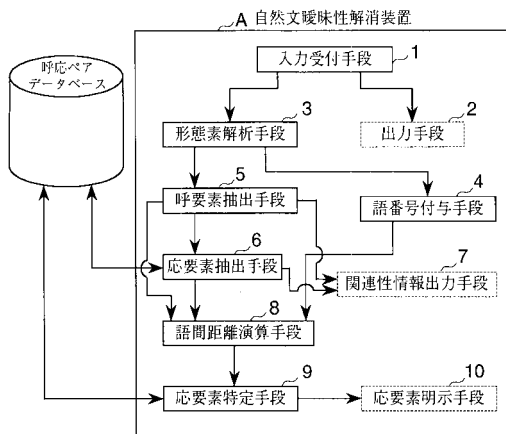 A 自然文曖昧性解消装置
呼応ペア
データベース
入力受付手段
1
形態素解析手段
3
出力手段
2
呼要素抽出手段
5
語番号付与手段
4
応要素抽出手段
6
関連性情報出力手段
7
語間距離演算手段
8
応要素特定手段
9
応要素明示手段
10